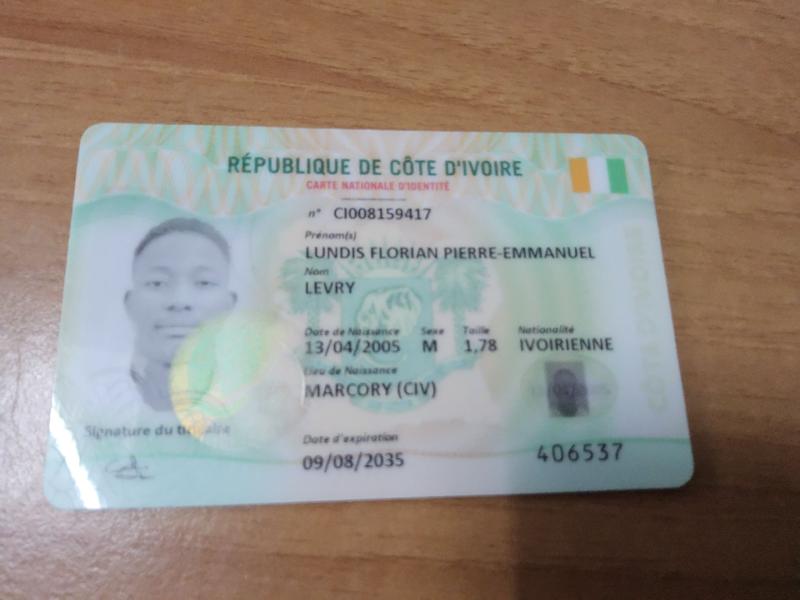 RÉPUBLIQUE DE CÔTE D'IVOIRE
CARTE NATIONALE D'IDENTITÉ
n° CI008159417
Prénom(s)
LUNDIS FLORIAN PIERRE-EMMANUEL
Nom
LEVRY
Date de Naissance Sexe Taille Nationalité
13/04/2005 M 1,78 IVOIRIENNE
Lieu de Naissance
MARCORY (CIV)
Signature du titulaire
Date d'expiration
09/08/2035
406537
CÔTE D'IVOIRE